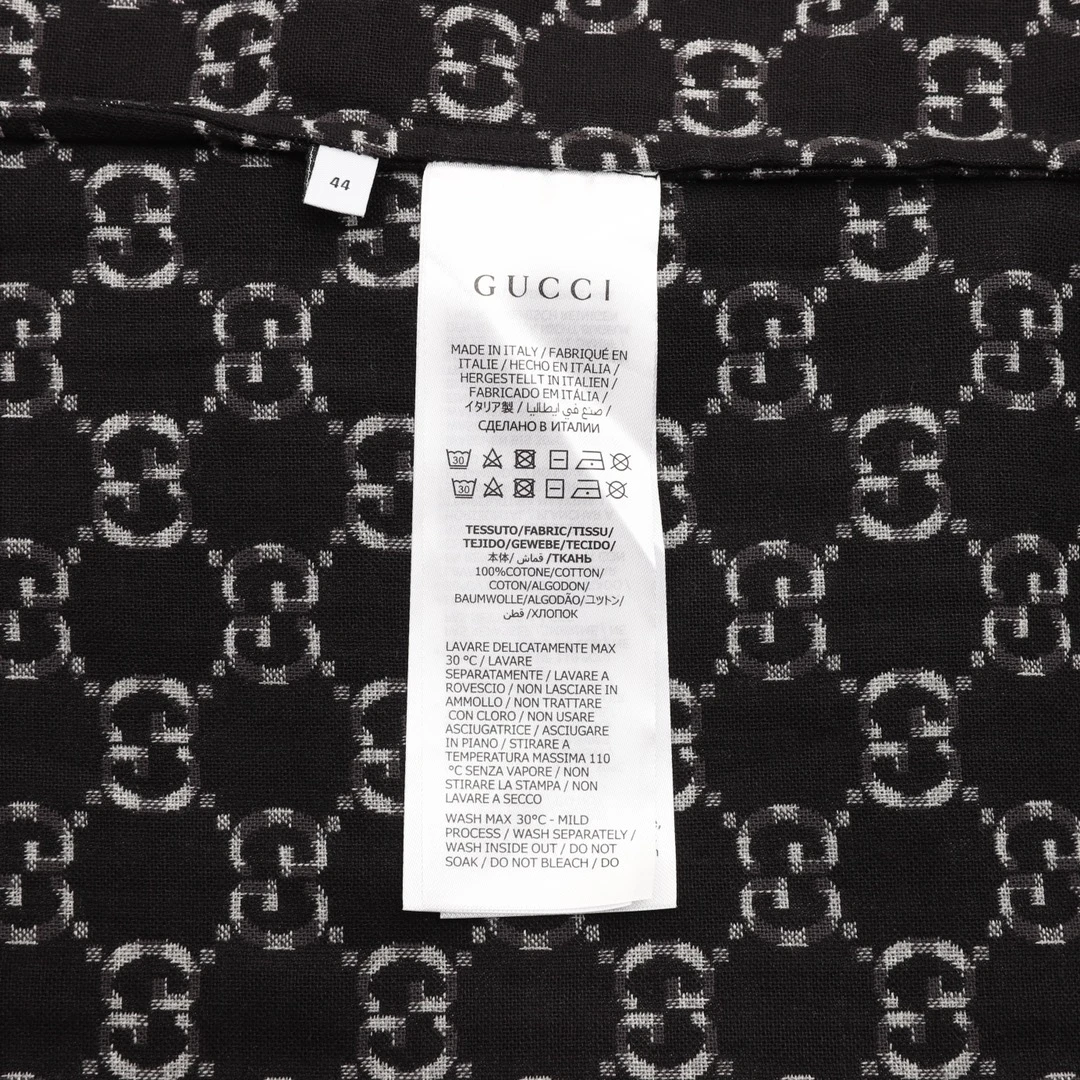 44
GUCCI
MADE IN ITALY / FABRIQUÉ EN
ITALIE / HECHO EN ITALIA /
HERGESTELLT IN ITALIEN /
FABRICADO EM ITÁLIA /
イタリア製 / صنع في ايطاليا /
СДЕЛАНО В ИТАЛИИ
30
30
TESSUTO/FABRIC/TISSU/
TEJIDO/GEWEBE/TECIDO/
本体/ قماش /ТКАНЬ
100%COTONE/COTTON/
COTON/ALGODON/
BAUMWOLLE/ALGODÃO/コットン/
قطن /ХЛОПОК
LAVARE DELICATAMENTE MAX
30 °C / LAVARE
SEPARATAMENTE / LAVARE A
ROVESCIO / NON LASCIARE IN
AMMOLLO / NON TRATTARE
CON CLORO / NON USARE
ASCIUGATRICE / ASCIUGARE
IN PIANO / STIRARE A
TEMPERATURA MASSIMA 110
°C SENZA VAPORE / NON
STIRARE LA STAMPA / NON
LAVARE A SECCO
WASH MAX 30°C - MILD
PROCESS / WASH SEPARATELY /
WASH INSIDE OUT / DO NOT
SOAK / DO NOT BLEACH / DO